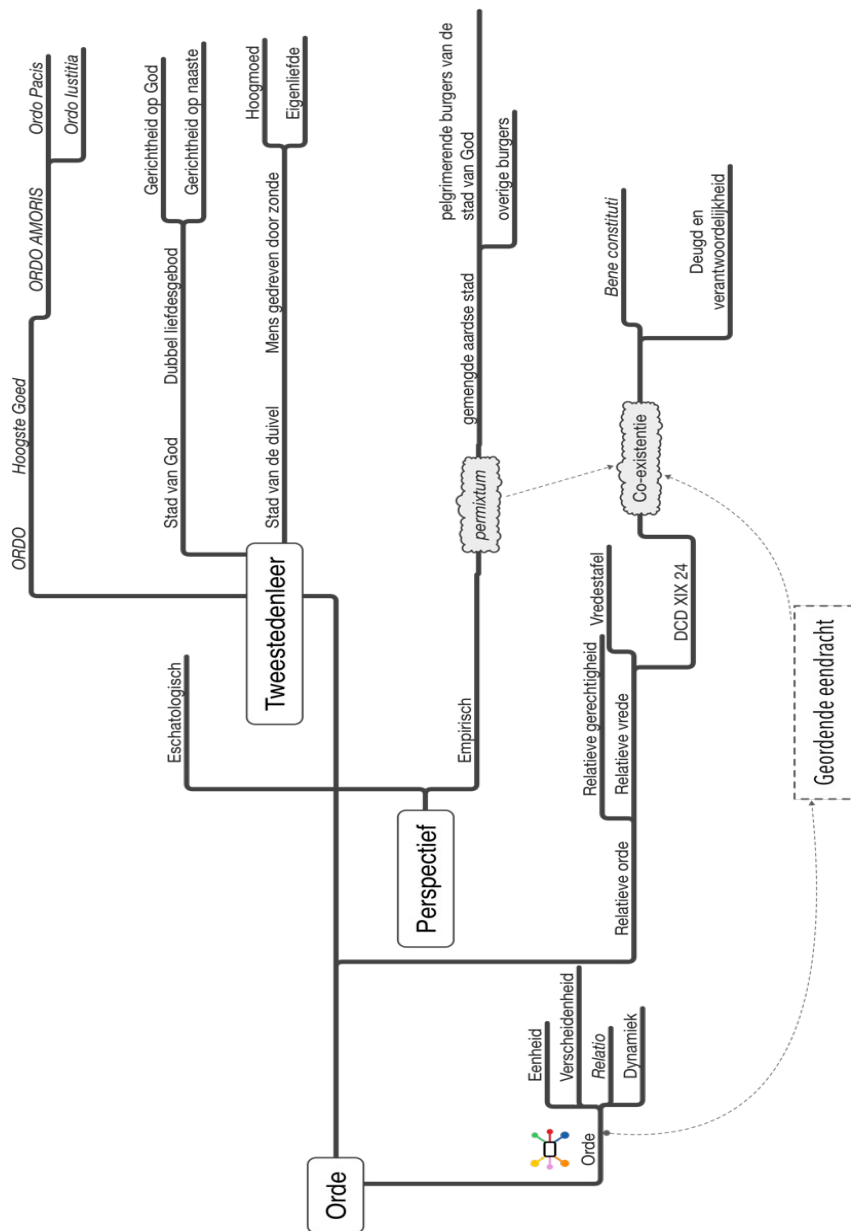 ORDO
Hoogste Goed
ORDO AMORIS
Ordo Pacis
Ordo Iustitia
Tweestedenleer
Stad van God
Dubbel liefdesgebod
Gerichtheid op God
Gerichtheid op naaste
Stad van de duivel
Mens gedreven door zonde
Hoogmoed
Eigenliefde
Perspectief
Eschatologisch
Empirisch
permixtum
gemengde aardse stad
pelgrimerende burgers van de
stad van God
overige burgers
Orde
Orde
Eenheid
Verscheidenheid
Relatio
Dynamiek
Relatieve orde
Relatieve gerechtigheid
Relatieve vrede
Vredestafel
DCD XIX 24
Co-existentie
Bene constituti
Deugd en
verantwoordelijkheid
Geordende eendracht